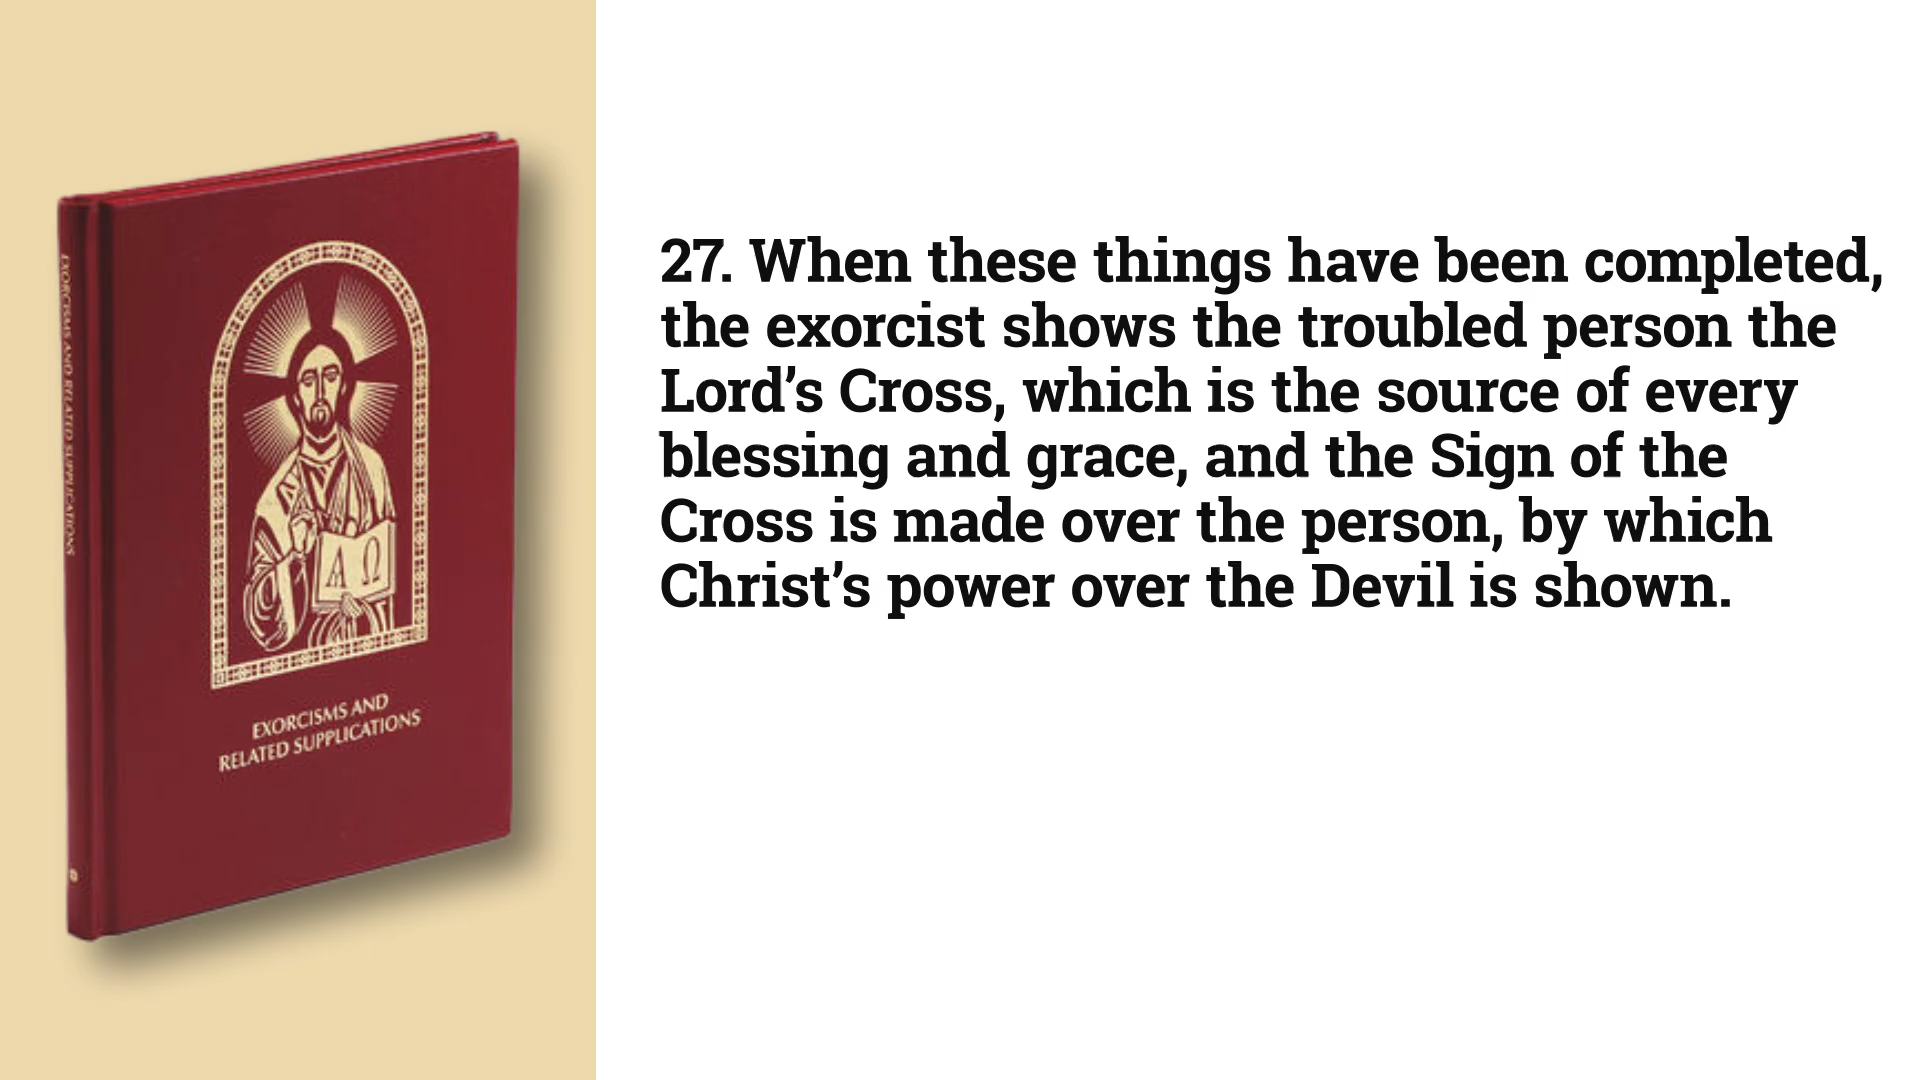 EXORCISMS AND RELATED SUPPLICATIONS
Α Ω
EXORCISMS AND
RELATED SUPPLICATIONS
27. When these things have been completed,
the exorcist shows the troubled person the
Lord’s Cross, which is the source of every
blessing and grace, and the Sign of the
Cross is made over the person, by which
Christ’s power over the Devil is shown.